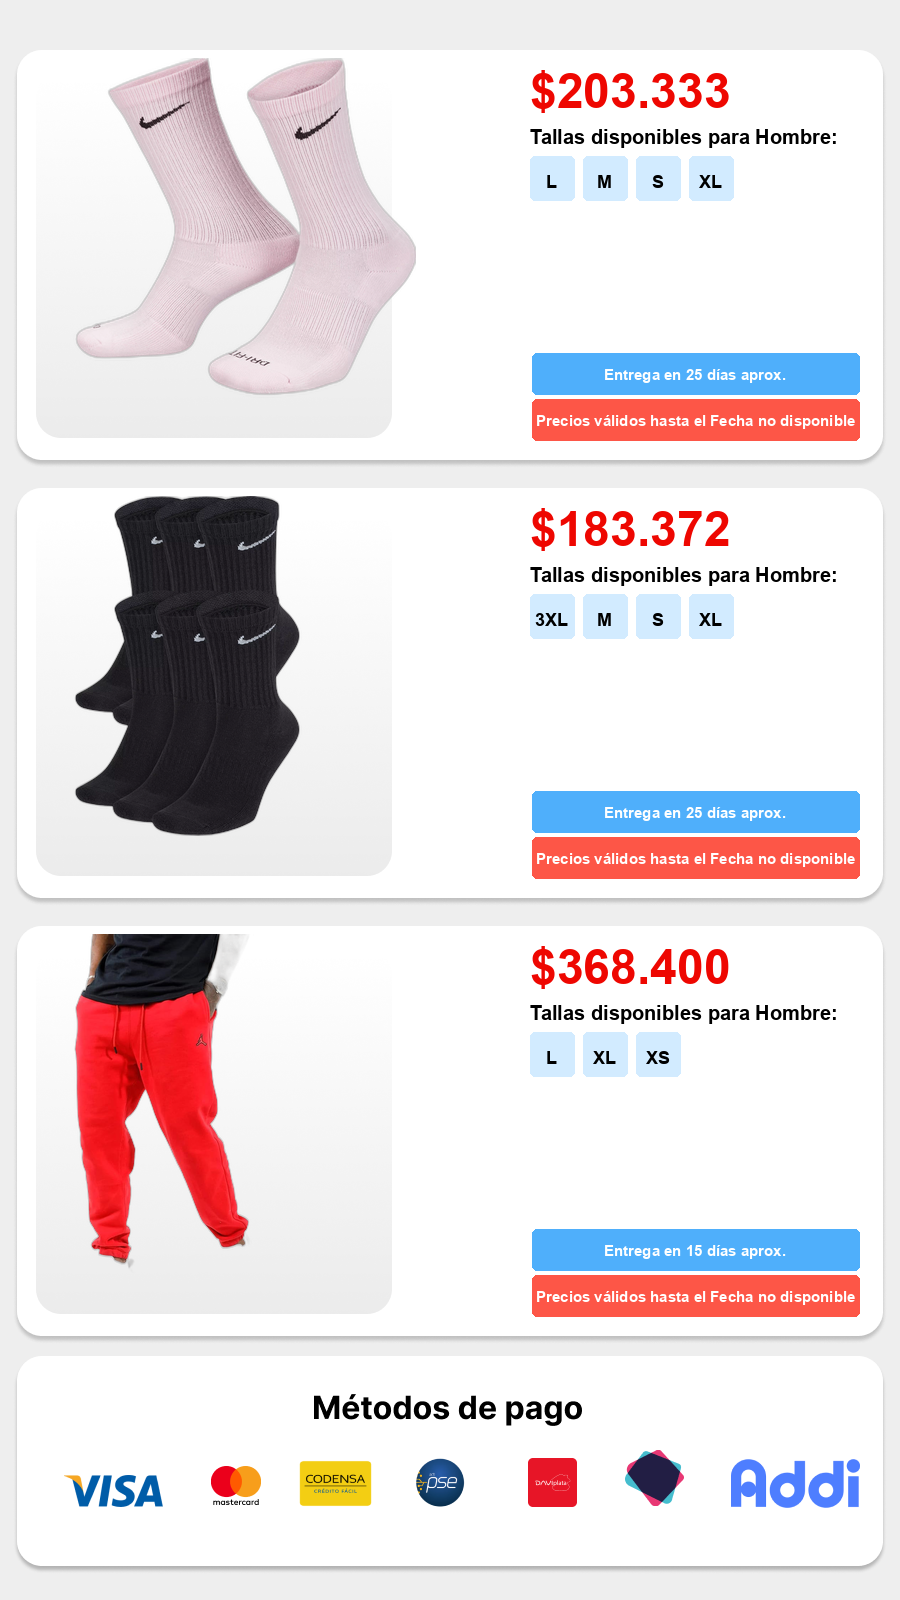 $203.333
Tallas disponibles para Hombre:
L M S XL
DRI-FIT
Entrega en 25 días aprox.
Precios válidos hasta el Fecha no disponible
$183.372
Tallas disponibles para Hombre:
3XL M S XL
Entrega en 25 días aprox.
Precios válidos hasta el Fecha no disponible
$368.400
Tallas disponibles para Hombre:
L XL XS
Entrega en 15 días aprox.
Precios válidos hasta el Fecha no disponible
Métodos de pago
VISA
mastercard
CODENSA
CRÉDITO FÁCIL
pse
DAVIplata
Addi